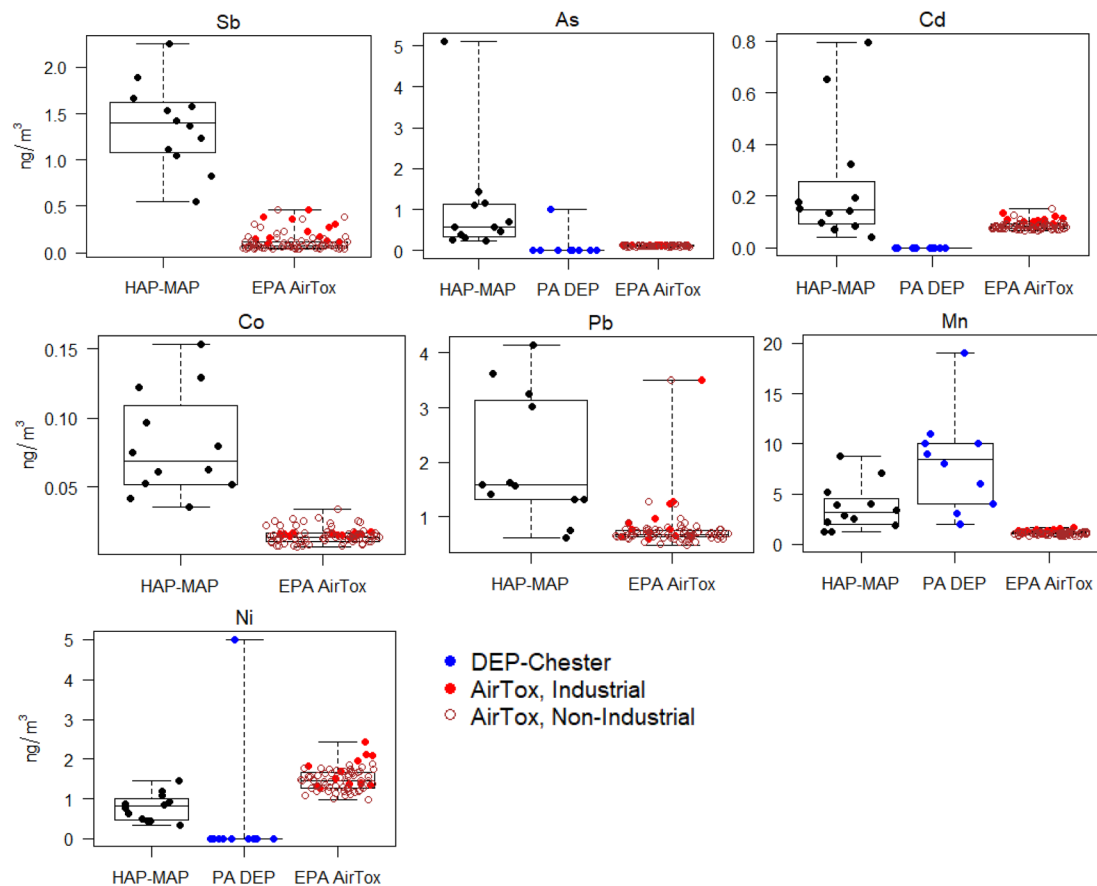 Sb
As
Cd
ng/m³
2.0
1.5
1.0
0.5
0.0
5
4
3
2
1
0
0.8
0.6
0.4
0.2
0.0
HAP-MAP EPA AirTox
HAP-MAP PA DEP EPA AirTox
HAP-MAP PA DEP EPA AirTox
Co
Pb
Mn
ng/m³
0.15
0.10
0.05
4
3
2
1
20
15
10
5
0
HAP-MAP EPA AirTox
HAP-MAP EPA AirTox
HAP-MAP PA DEP EPA AirTox
Ni
ng/m³
5
4
3
2
1
0
HAP-MAP PA DEP EPA AirTox
DEP-Chester
AirTox, Industrial
AirTox, Non-Industrial